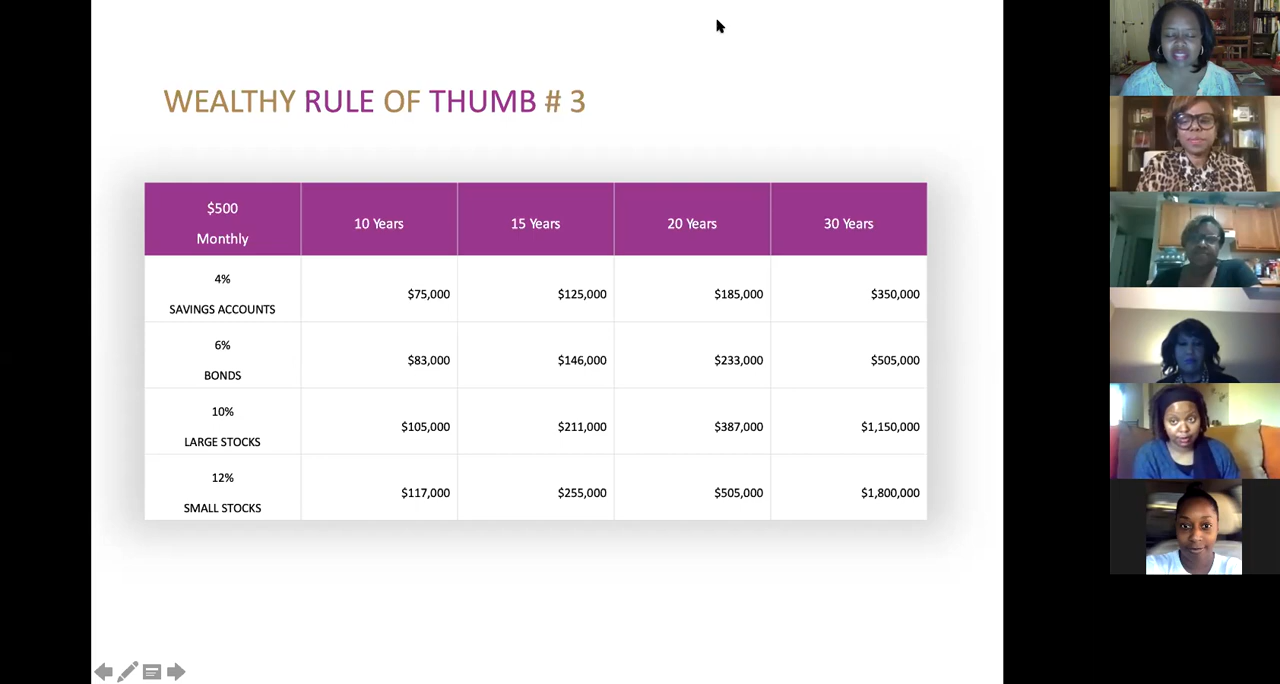 WEALTHY RULE OF THUMB # 3
$500
Monthly
10 Years
15 Years
20 Years
30 Years
4%
SAVINGS ACCOUNTS
$75,000
$125,000
$185,000
$350,000
6%
BONDS
$83,000
$146,000
$233,000
$505,000
10%
LARGE STOCKS
$105,000
$211,000
$387,000
$1,150,000
12%
SMALL STOCKS
$117,000
$255,000
$505,000
$1,800,000